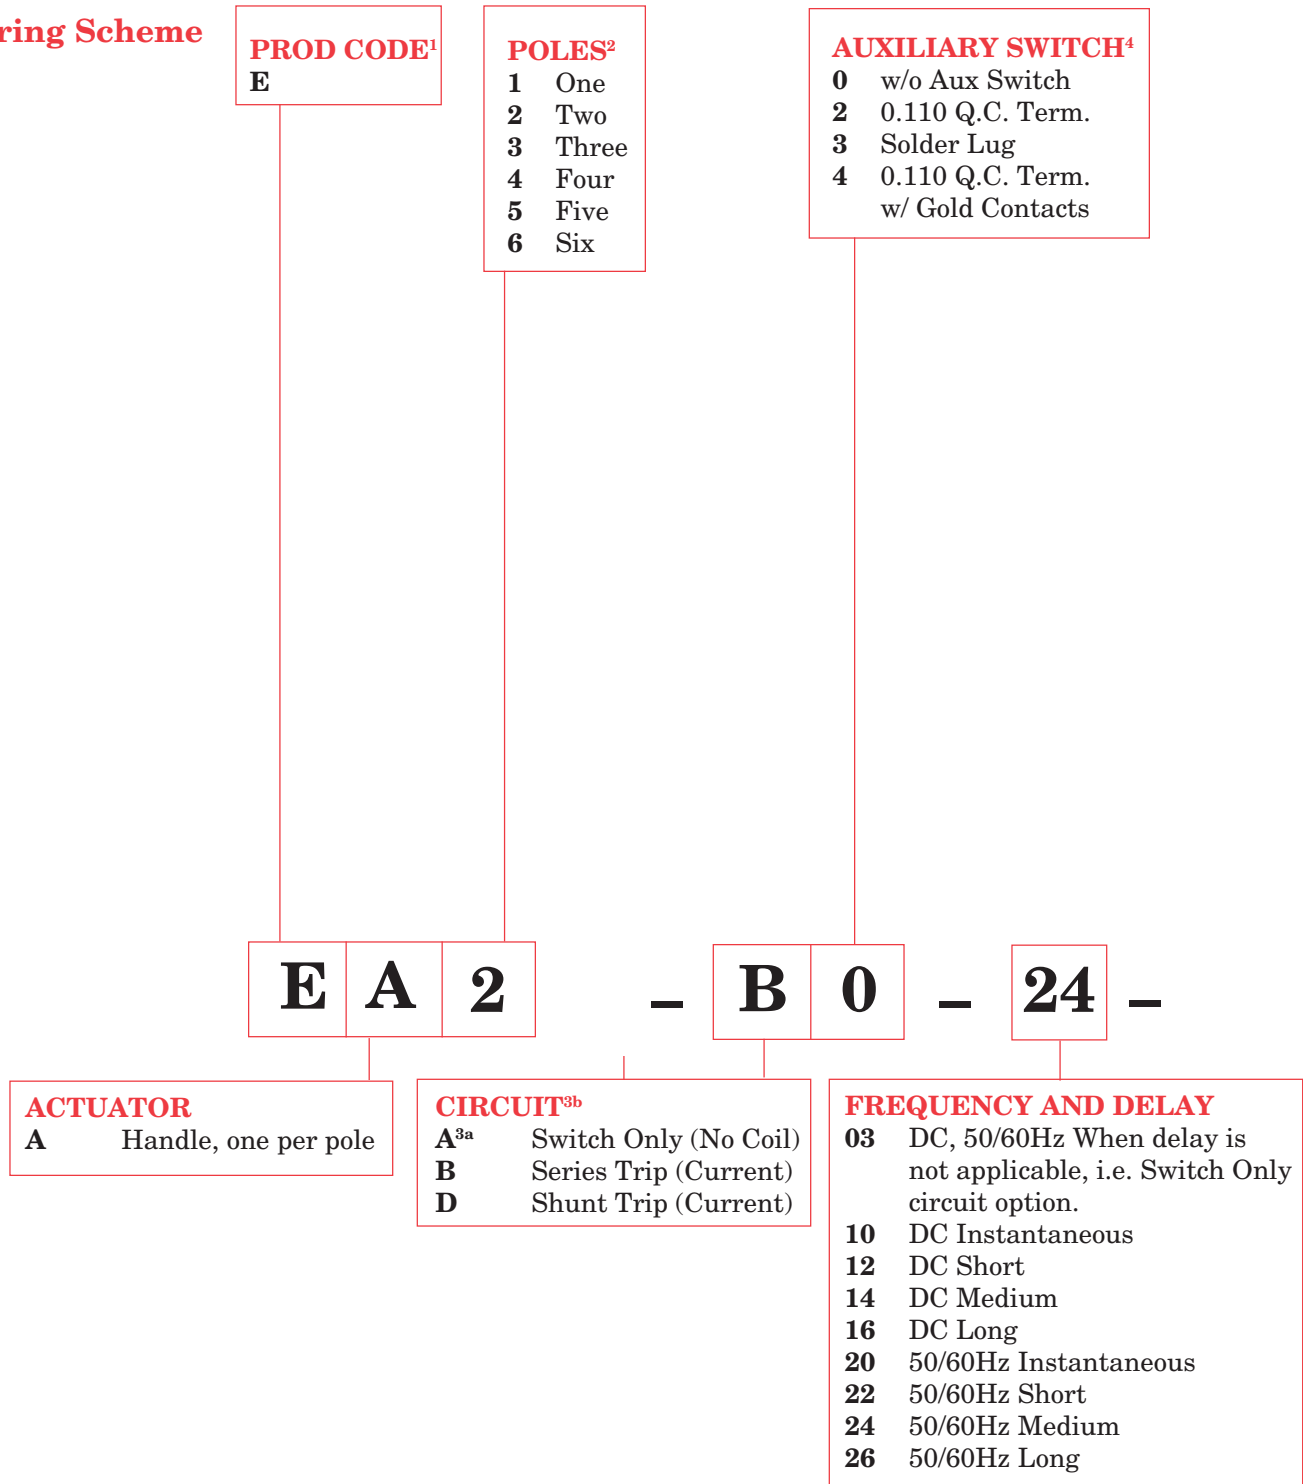 ring Scheme
PROD CODE¹
E
POLES²
1 One
2 Two
3 Three
4 Four
5 Five
6 Six
AUXILIARY SWITCH⁴
0 w/o Aux Switch
2 0.110 Q.C. Term.
3 Solder Lug
4 0.110 Q.C. Term.
w/ Gold Contacts
E A 2 – B 0 – 24 –
ACTUATOR
A Handle, one per pole
CIRCUIT³ᵇ
A³ᵃ Switch Only (No Coil)
B Series Trip (Current)
D Shunt Trip (Current)
FREQUENCY AND DELAY
03 DC, 50/60Hz When delay is
not applicable, i.e. Switch Only
circuit option.
10 DC Instantaneous
12 DC Short
14 DC Medium
16 DC Long
20 50/60Hz Instantaneous
22 50/60Hz Short
24 50/60Hz Medium
26 50/60Hz Long